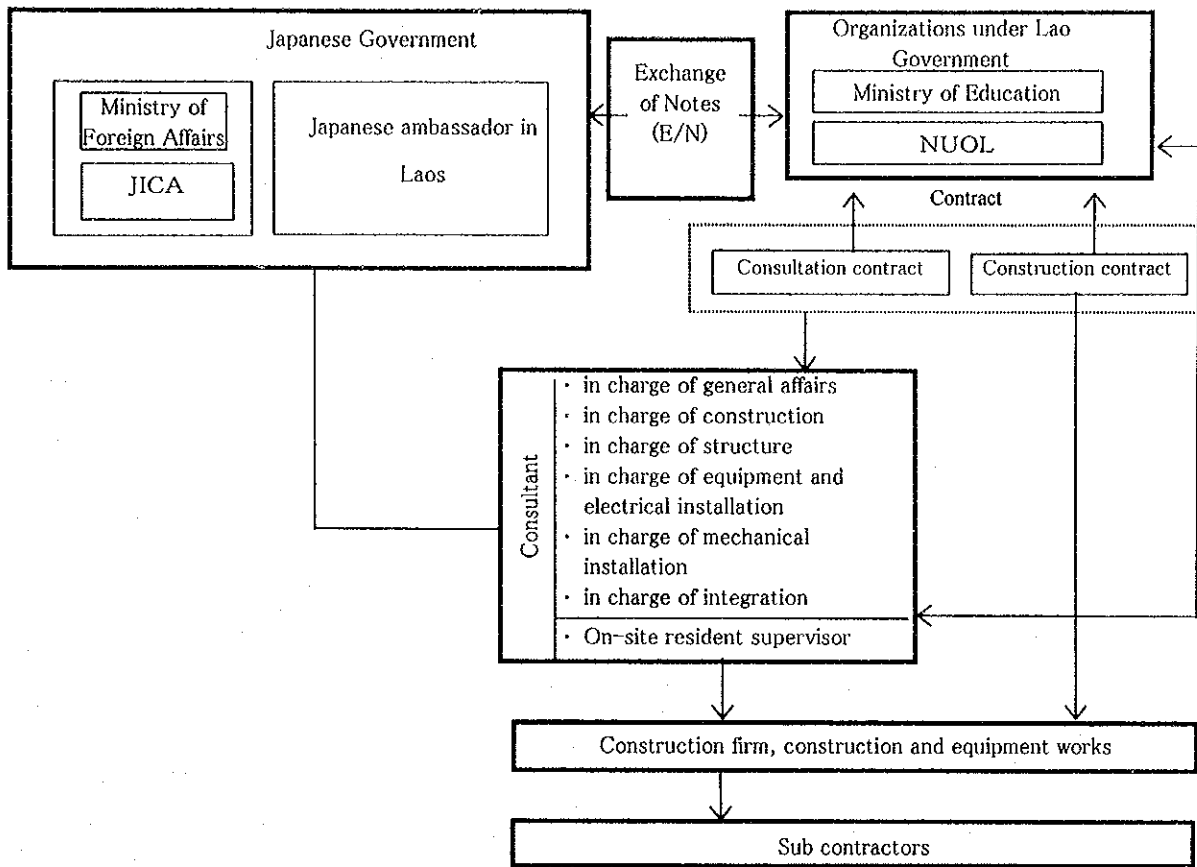 Japanese Government
Ministry of
Foreign Affairs
JICA
Japanese ambassador in
Laos
Exchange
of Notes
(E/N)
Organizations under Lao
Government
Ministry of Education
NUOL
Contract
Consultation contract
Construction contract
Consultant
· in charge of general affairs
· in charge of construction
· in charge of structure
· in charge of equipment and
electrical installation
· in charge of mechanical
installation
· in charge of integration
· On-site resident supervisor
Construction firm, construction and equipment works
Sub contractors